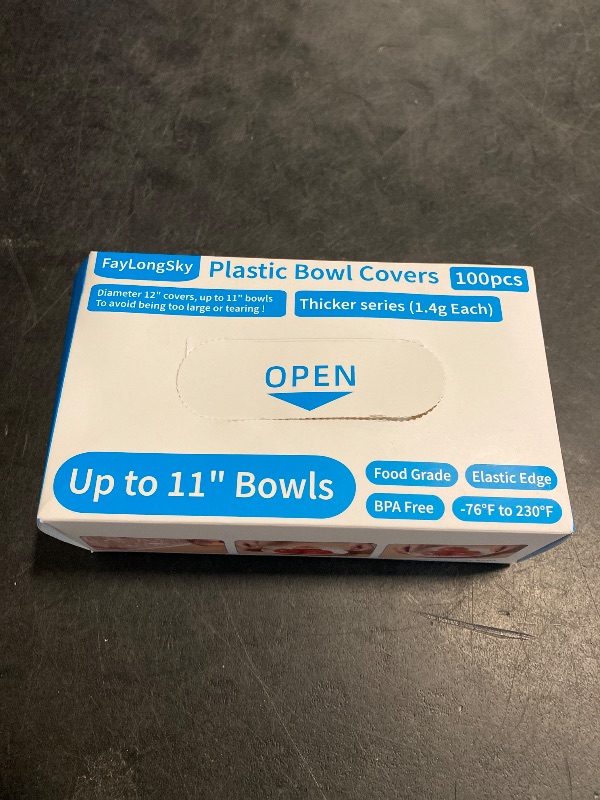 FayLongSky
Plastic Bowl Covers
100pcs
Diameter 12" covers, up to 11" bowls
To avoid being too large or tearing !
Thicker series (1.4g Each)
OPEN
Up to 11" Bowls
Food Grade
Elastic Edge
BPA Free
-76°F to 230°F